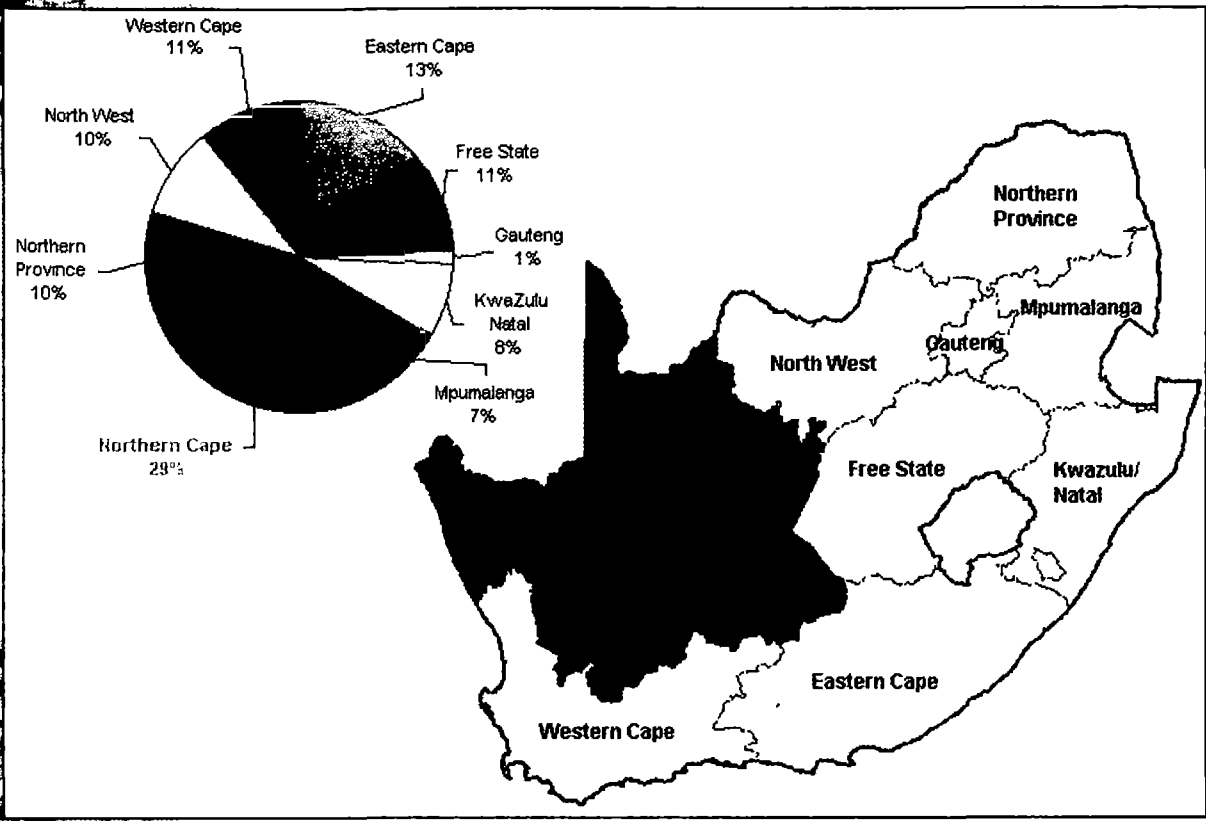 Western Cape
11%
Eastern Cape
13%
North West
10%
Free State
11%
Northern
Province
10%
Gauteng
1%
KwaZulu
Natal
8%
Mpumalanga
7%
Northern Cape
29%
Northern
Province
Mpumalanga
Gauteng
North West
Free State
Kwazulu/
Natal
Eastern Cape
Western Cape